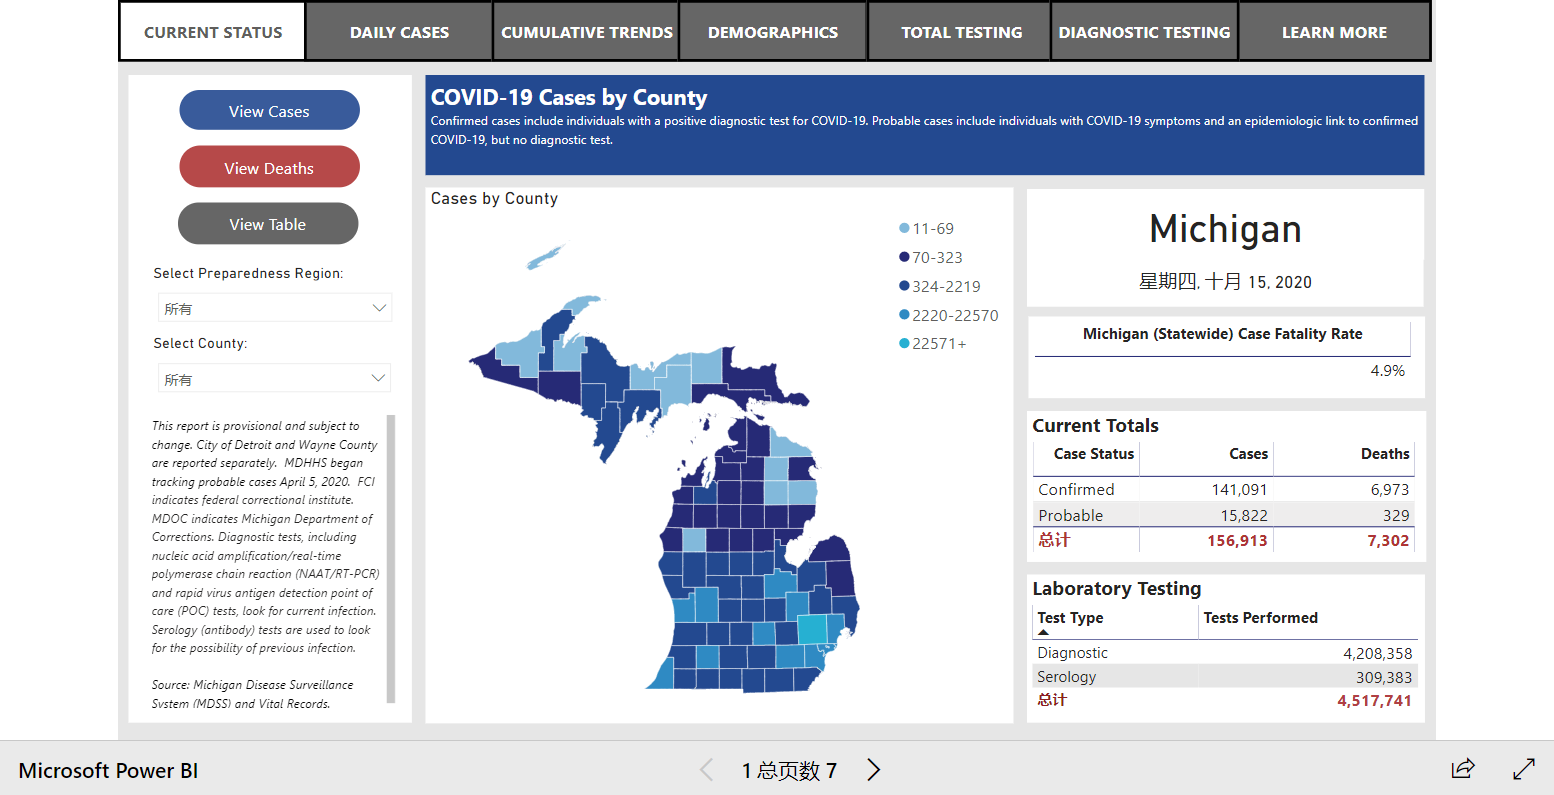 CURRENT STATUS
DAILY CASES
CUMULATIVE TRENDS
DEMOGRAPHICS
TOTAL TESTING
DIAGNOSTIC TESTING
LEARN MORE
View Cases
View Deaths
View Table
Select Preparedness Region:
所有
Select County:
所有
This report is provisional and subject to
change. City of Detroit and Wayne County
are reported separately. MDHHS began
tracking probable cases April 5, 2020. FCI
indicates federal correctional institute.
MDOC indicates Michigan Department of
Corrections. Diagnostic tests, including
nucleic acid amplification/real-time
polymerase chain reaction (NAAT/RT-PCR)
and rapid virus antigen detection point of
care (POC) tests, look for current infection.
Serology (antibody) tests are used to look
for the possibility of previous infection.
Source: Michigan Disease Surveillance
System (MDSS) and Vital Records.
COVID-19 Cases by County
Confirmed cases include individuals with a positive diagnostic test for COVID-19. Probable cases include individuals with COVID-19 symptoms and an epidemiologic link to confirmed
COVID-19, but no diagnostic test.
Cases by County
11-69
70-323
324-2219
2220-22570
22571+
Michigan
星期四, 十月 15, 2020
Michigan (Statewide) Case Fatality Rate
4.9%
Current Totals
Case Status Cases Deaths
Confirmed 141,091 6,973
Probable 15,822 329
总计 156,913 7,302
Laboratory Testing
Test Type Tests Performed
Diagnostic 4,208,358
Serology 309,383
总计 4,517,741
Microsoft Power BI
1 总页数 7